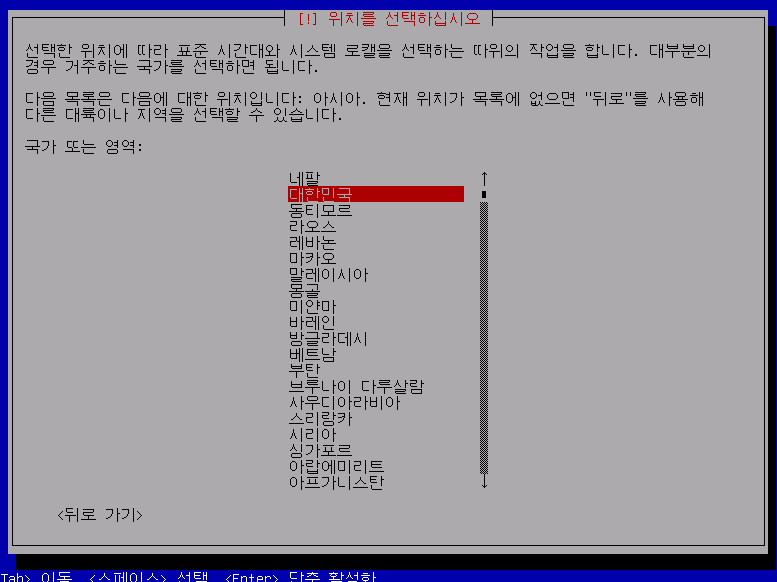 [!] 위치를 선택하십시오
선택한 위치에 따라 표준 시간대와 시스템 로캘을 선택하는 따위의 작업을 합니다. 대부분의
경우 거주하는 국가를 선택하면 됩니다.
다음 목록은 다음에 대한 위치입니다: 아시아. 현재 위치가 목록에 없으면 "뒤로"를 사용해
다른 대륙이나 지역을 선택할 수 있습니다.
국가 또는 영역:
네팔
대한민국
동티모르
라오스
레바논
마카오
말레이시아
몽골
미얀마
바레인
방글라데시
베트남
부탄
브루나이 다루살람
사우디아라비아
스리랑카
시리아
싱가포르
아랍에미리트
아프가니스탄
<뒤로 가기>
Tab> 이동, <스페이스> 선택, <Enter> 단추 활성화